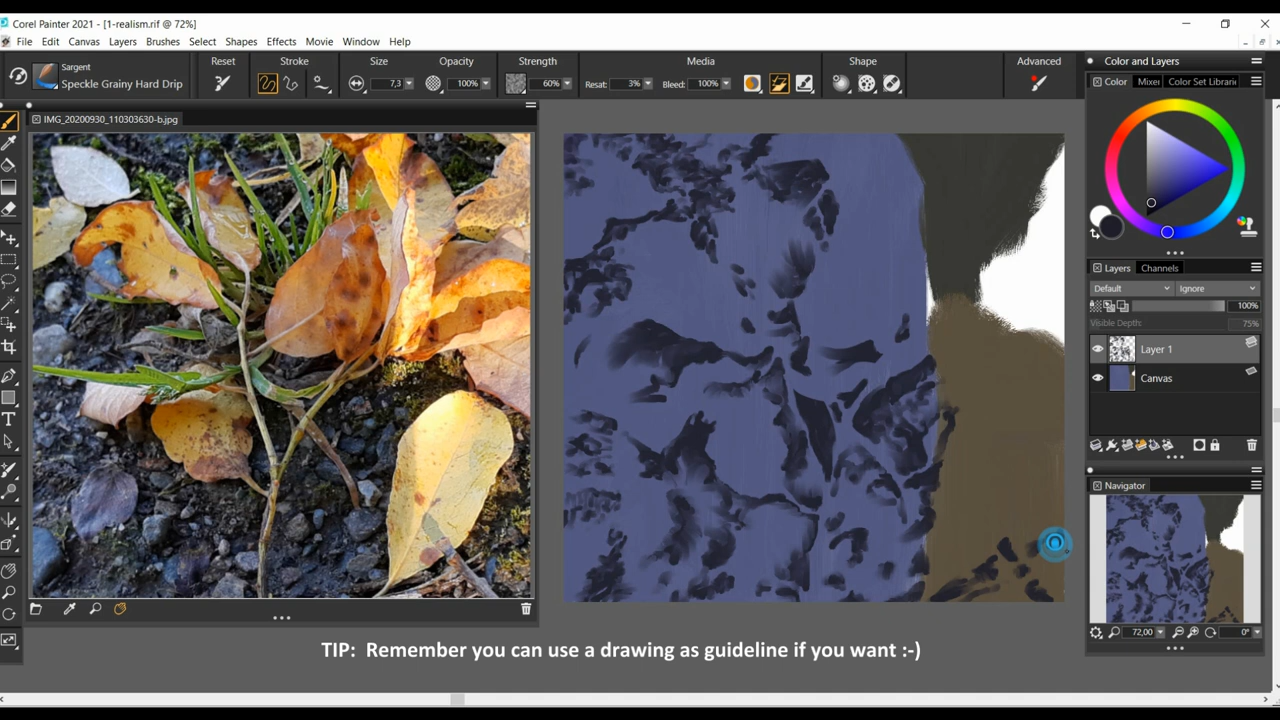 Corel Painter 2021 - [1-realism.rif @ 72%]
File Edit Canvas Layers Brushes Select Shapes Effects Movie Window Help
Sargent
Speckle Grainy Hard Drip
Reset Stroke Size Opacity Strength Media Shape Advanced
7,3 100% 60% Resat: 3% Bleed: 100%
Color and Layers
Color Mixe Color Set Librarie
IMG_20200930_110303630-b.jpg
Layers Channels
Default Ignore
100%
Visible Depth: 75%
Layer 1
Canvas
Navigator
72,00 0°
TIP: Remember you can use a drawing as guideline if you want :-)